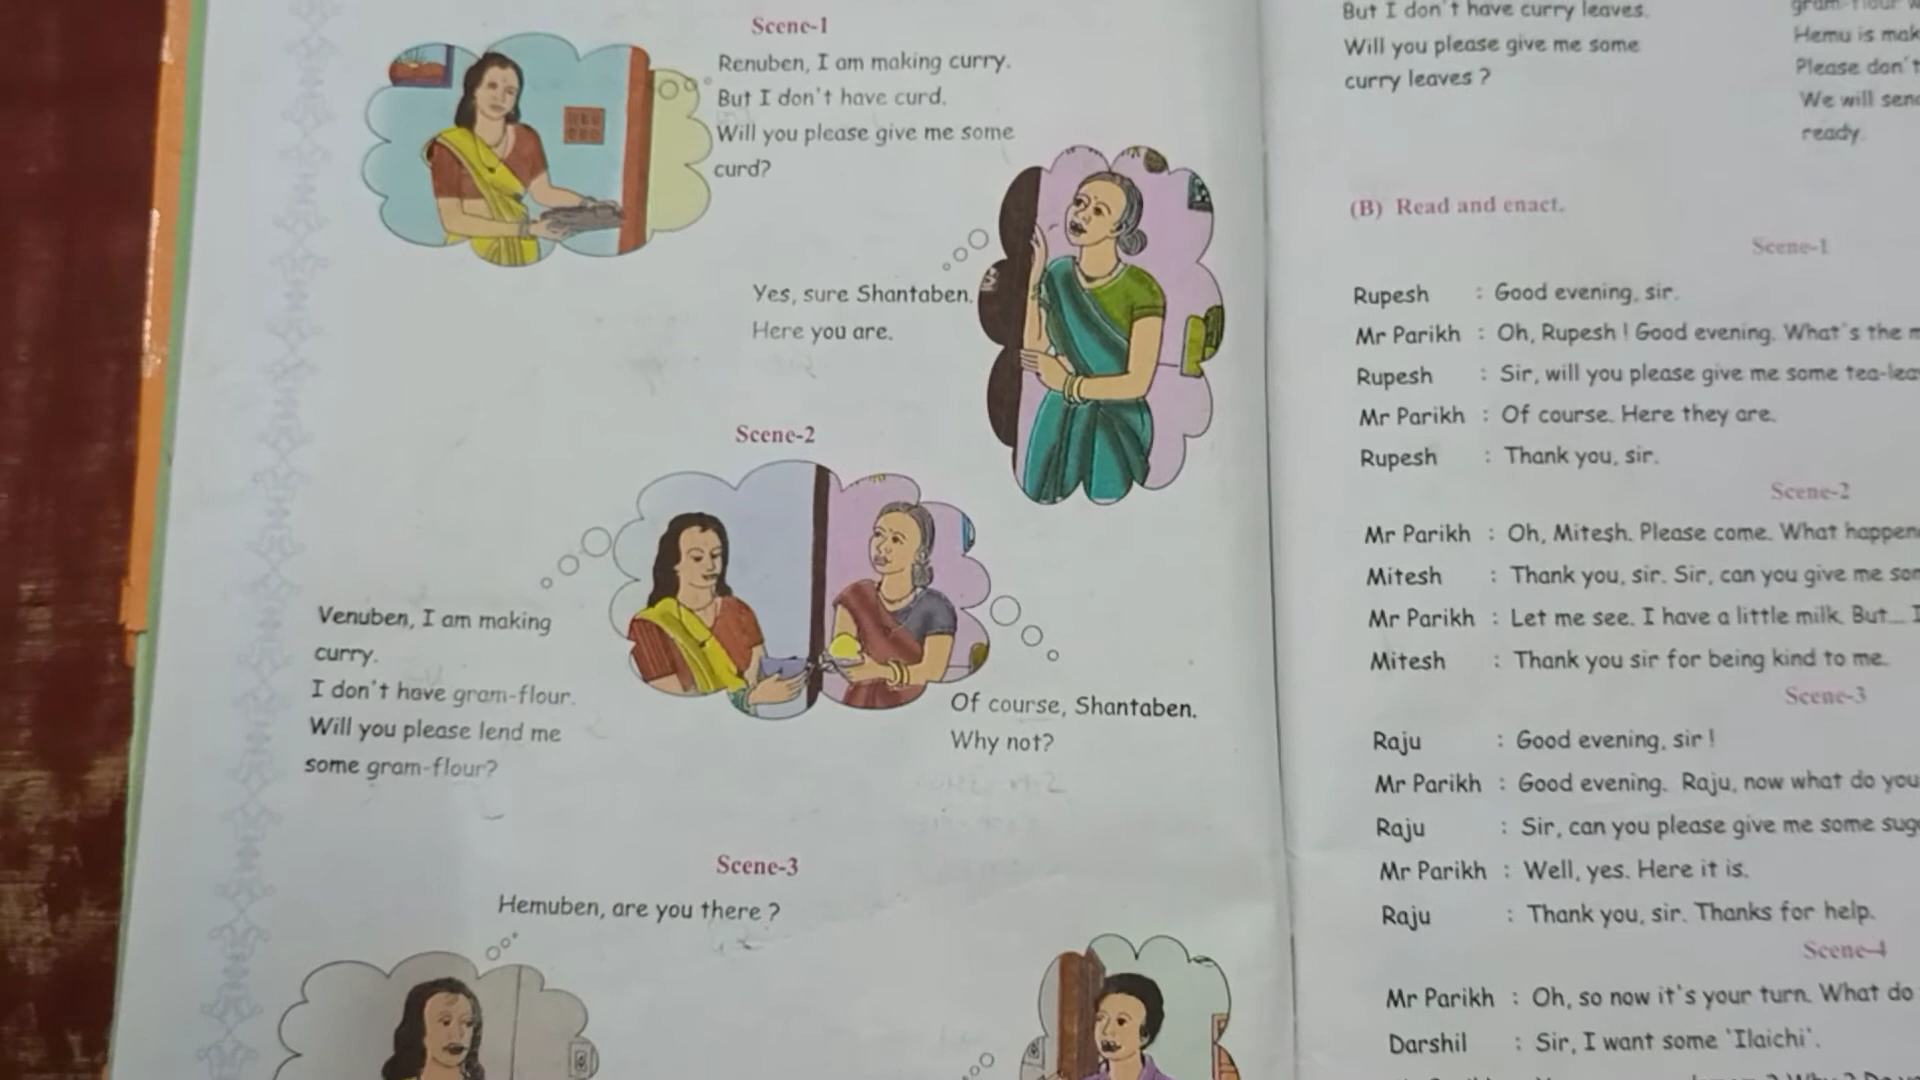 Scene-1
Renuben, I am making curry.
But I don't have curd.
Will you please give me some
curd?
Yes, sure Shantaben.
Here you are.
Scene-2
Venuben, I am making
curry.
I don't have gram-flour.
Will you please lend me
some gram-flour?
Of course, Shantaben.
Why not?
Scene-3
Hemuben, are you there ?
But I don't have curry leaves.
Will you please give me some
curry leaves ?
gram-flour
Hemu is
Please don't
We will
ready.
(B) Read and enact.
Scene-1
Rupesh : Good evening, sir.
Mr Parikh : Oh, Rupesh ! Good evening. What's the
Rupesh : Sir, will you please give me some
Mr Parikh : Of course. Here they are.
Rupesh : Thank you, sir.
Scene-2
Mr Parikh : Oh, Mitesh. Please come. What
Mitesh : Thank you, sir. Sir, can you give me
Mr Parikh : Let me see. I have a little milk. But...
Mitesh : Thank you sir for being kind to me.
Scene-3
Raju : Good evening, sir !
Mr Parikh : Good evening. Raju, now what do you
Raju : Sir, can you please give me some
Mr Parikh : Well, yes. Here it is.
Raju : Thank you, sir. Thanks for help.
Scene-4
Mr Parikh : Oh, so now it's your turn. What do
Darshil : Sir, I want some 'Ilaichi'.